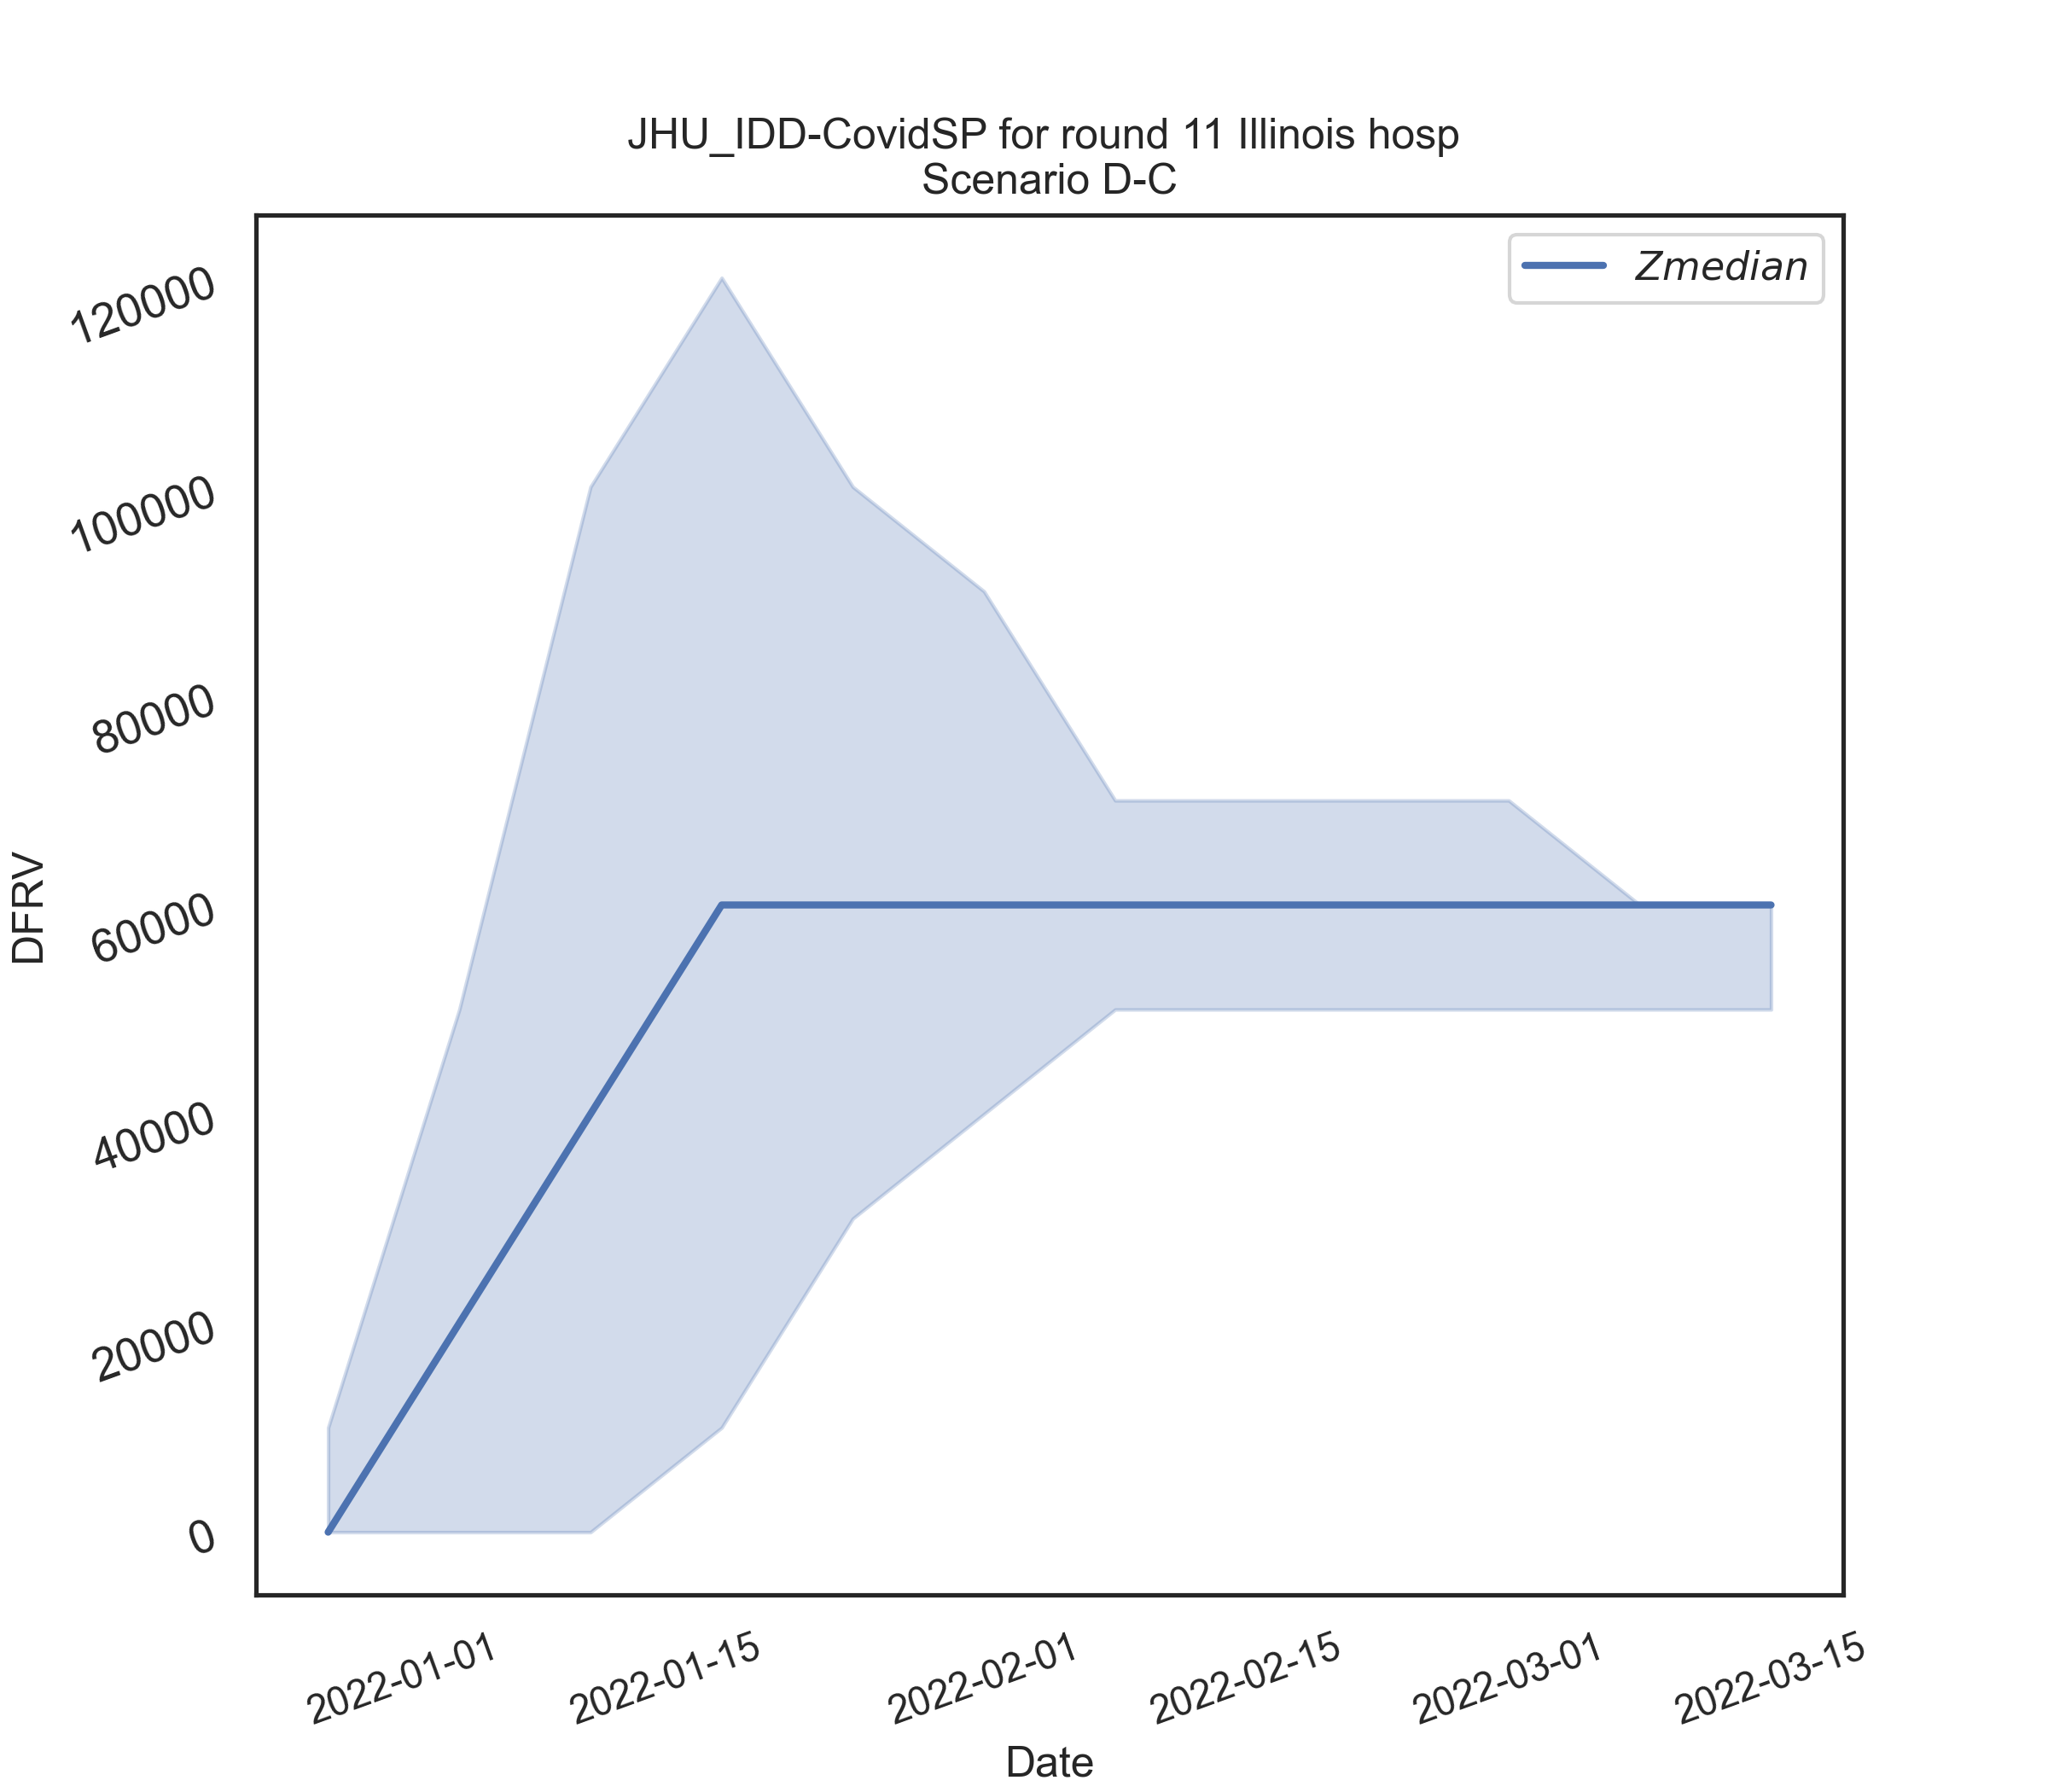 JHU_IDD-CovidSP for round 11 Illinois hosp
Scenario D-C
Zmedian
120000
100000
80000
60000
40000
20000
0
DFRV
2022-01-01
2022-01-15
2022-02-01
2022-02-15
2022-03-01
2022-03-15
Date